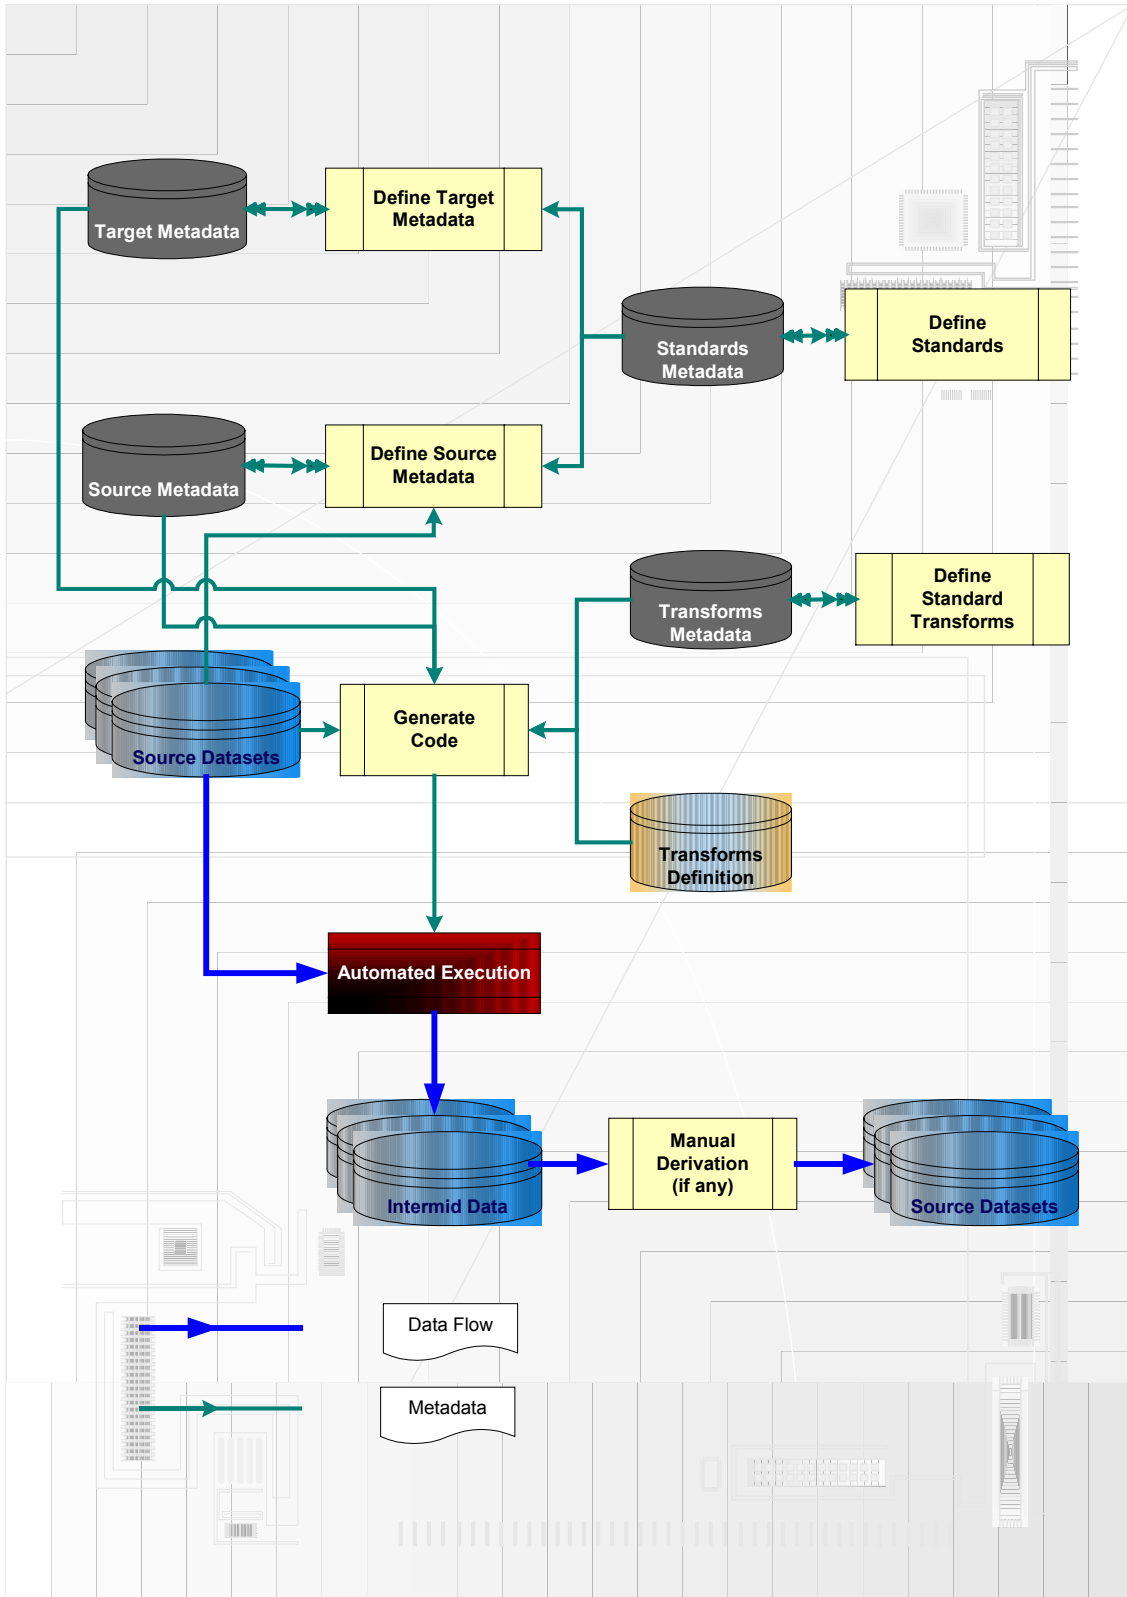 Define Target
Metadata
Target Metadata
Define
Standards
Standards
Metadata
Define Source
Metadata
Source Metadata
Define
Standard
Transforms
Transforms
Metadata
Generate
Code
Source Datasets
Transforms
Definition
Automated Execution
Manual
Derivation
(if any)
Intermid Data
Source Datasets
Data Flow
Metadata